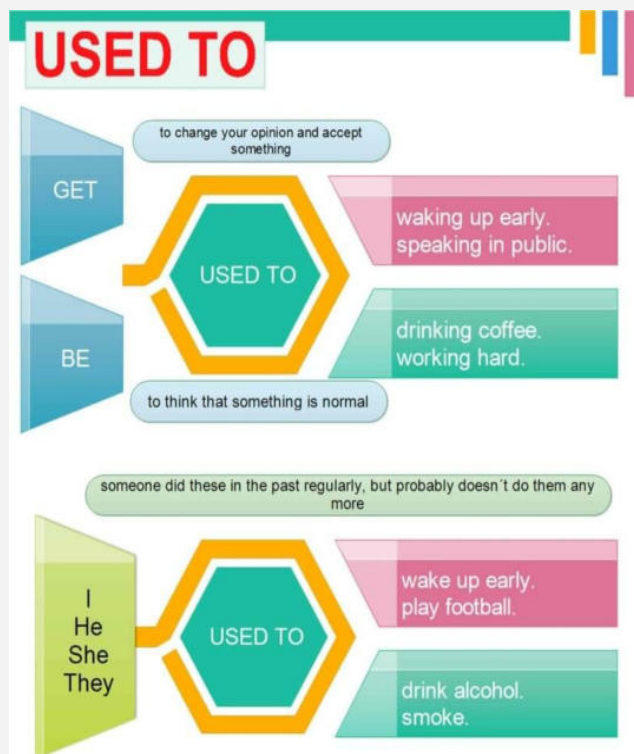 USED TO
to change your opinion and accept
something
GET
USED TO
waking up early.
speaking in public.
BE
drinking coffee.
working hard.
to think that something is normal
someone did these in the past regularly, but probably doesn´t do them any
more
I
He
She
They
USED TO
wake up early.
play football.
drink alcohol.
smoke.